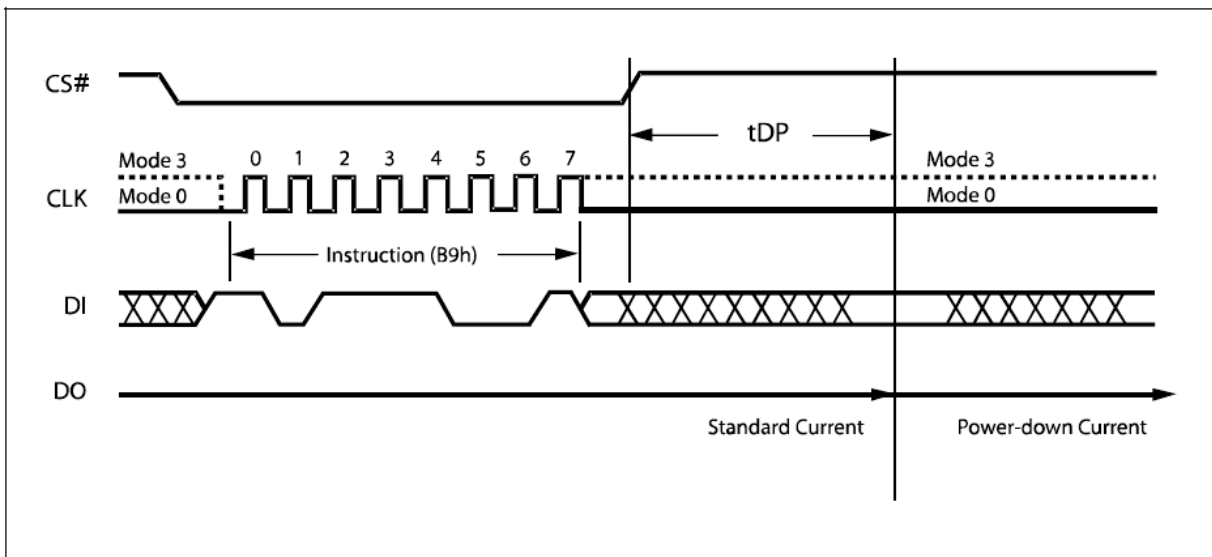 CS#
tDP
Mode 3
0 1 2 3 4 5 6 7
Mode 3
CLK
Mode 0
Mode 0
Instruction (B9h)
DI
DO
Standard Current
Power-down Current